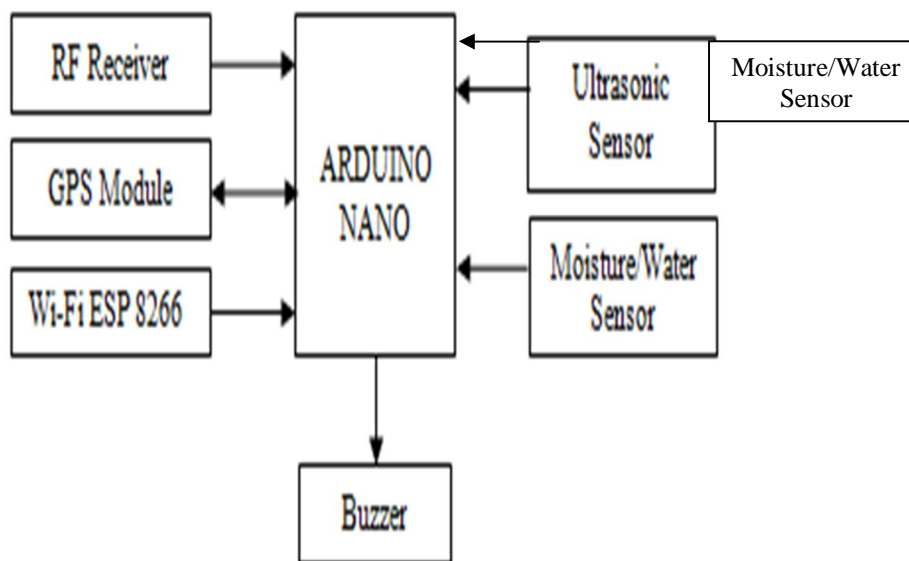 RF Receiver
GPS Module
Wi-Fi ESP 8266
ARDUINO
NANO
Ultrasonic
Sensor
Moisture/Water
Sensor
Moisture/Water
Sensor
Buzzer